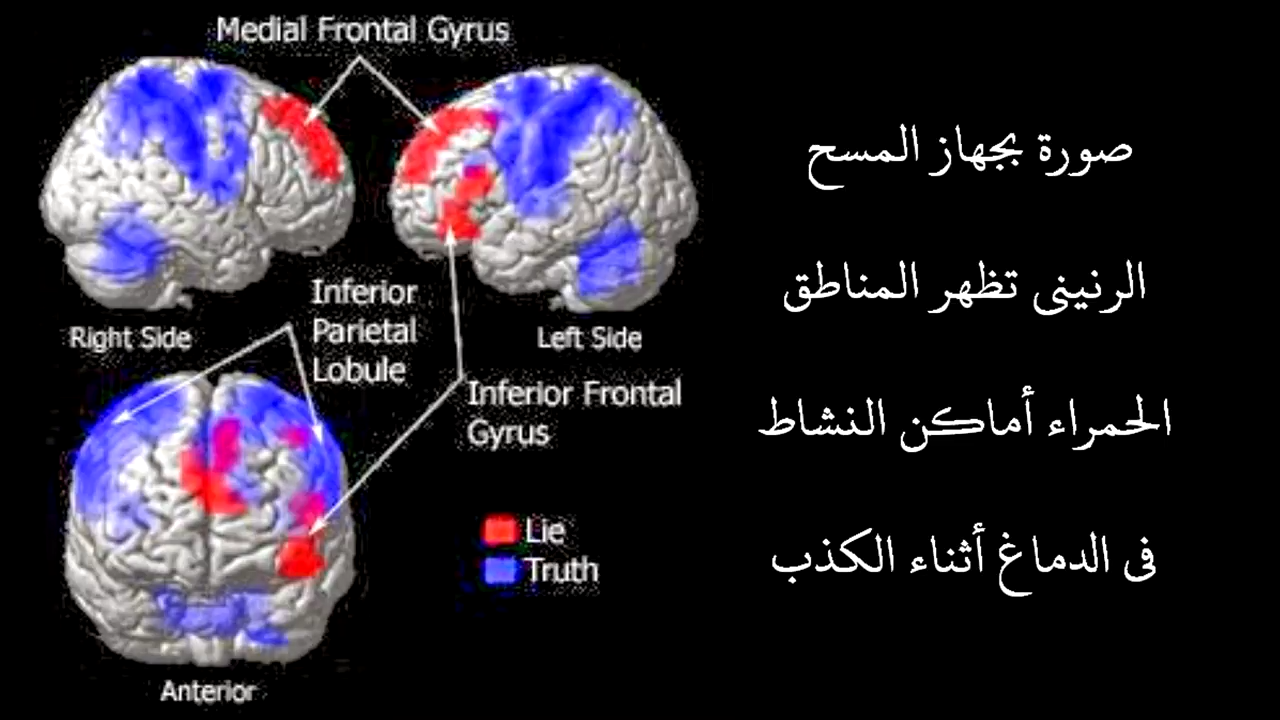 Medial Frontal Gyrus
Right Side
Left Side
Inferior
Parietal
Lobule
Inferior Frontal
Gyrus
Lie
Truth
Anterior
صورة بجهاز المسح
الرنينى تظهر المناطق
الحمراء أماكن النشاط
فى الدماغ أثناء الكذب